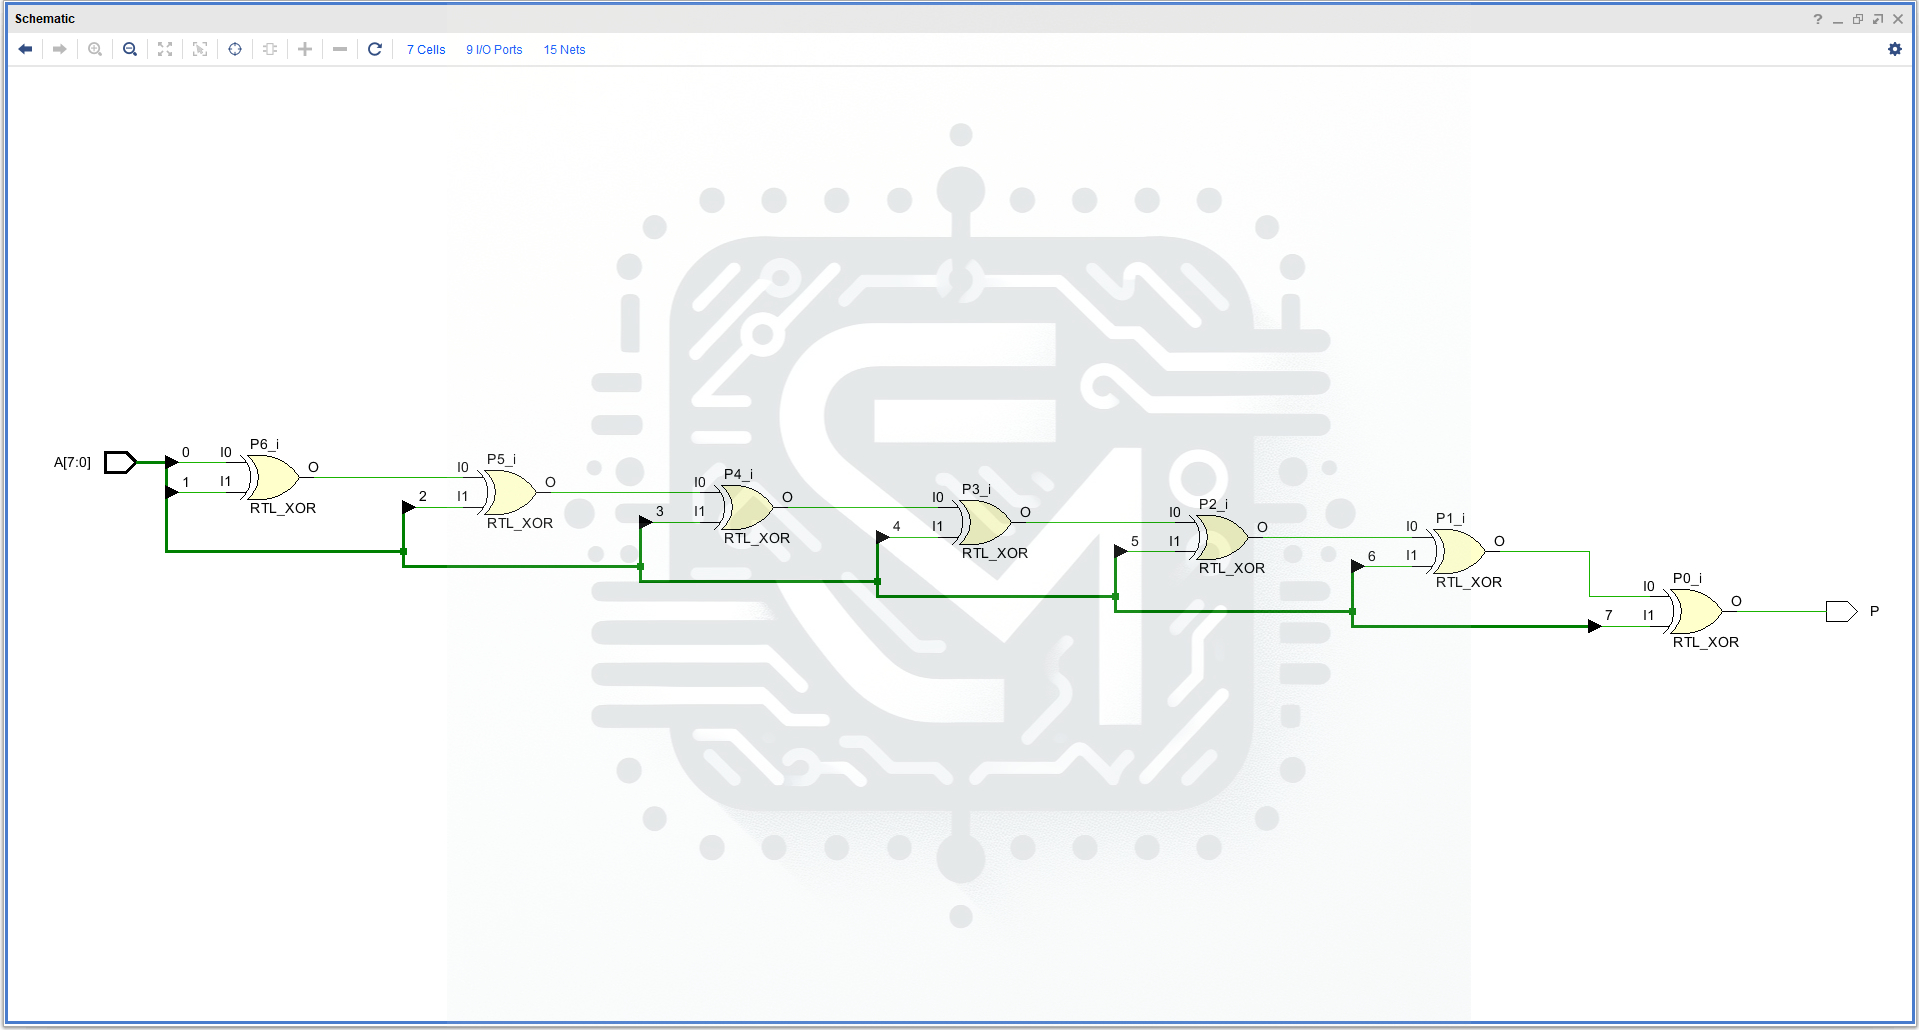 Schematic
?
7 Cells 9 I/O Ports 15 Nets
A[7:0]
0 I0 P6_i O
1 I1
RTL_XOR
I0 P5_i O
2 I1
RTL_XOR
I0 P4_i O
3 I1
RTL_XOR
I0 P3_i O
4 I1
RTL_XOR
I0 P2_i O
5 I1
RTL_XOR
I0 P1_i O
6 I1
RTL_XOR
I0 P0_i O
7 I1
RTL_XOR
P